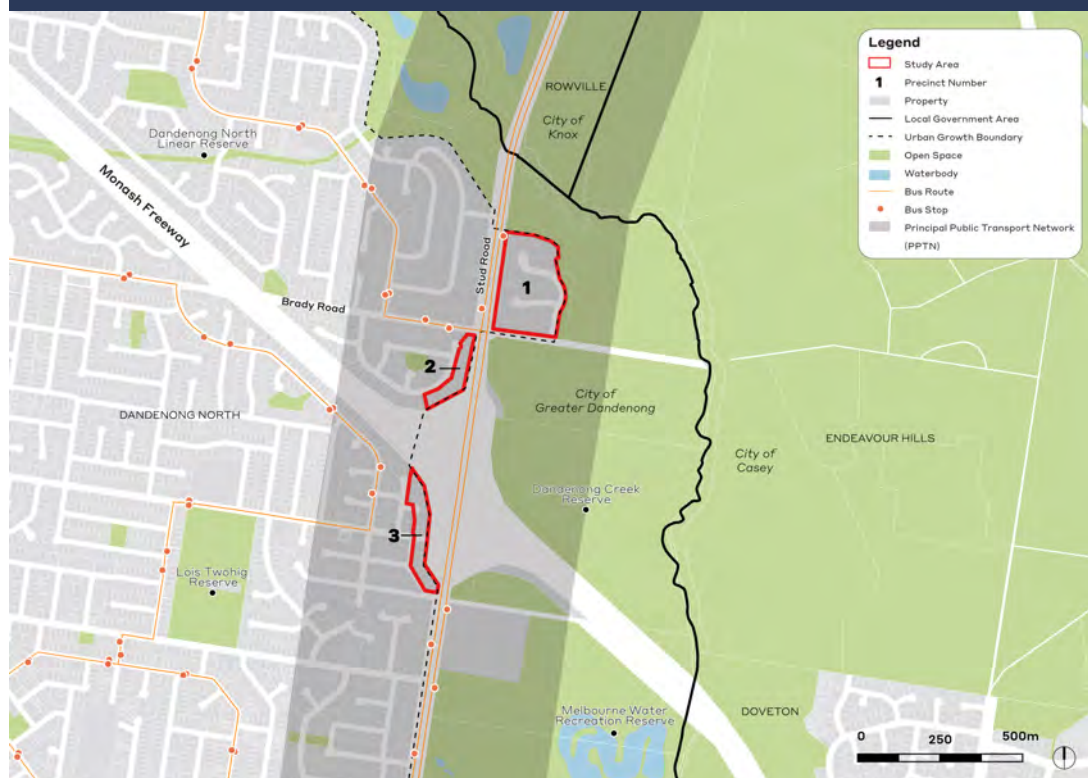 Legend
Study Area
1 Precinct Number
Property
Local Government Area
Urban Growth Boundary
Open Space
Waterbody
Bus Route
Bus Stop
Principal Public Transport Network
(PPTN)
ROWVILLE
City of
Knox
Dandenong North
Linear Reserve
Monash Freeway
Stud Road
1
Brady Road
2
City of
Greater Dandenong
DANDENONG NORTH
ENDEAVOUR HILLS
City of
Casey
Dandenong Creek
Reserve
3
Lois Twohig
Reserve
Melbourne Water
Recreation Reserve
DOVETON
0 250 500m